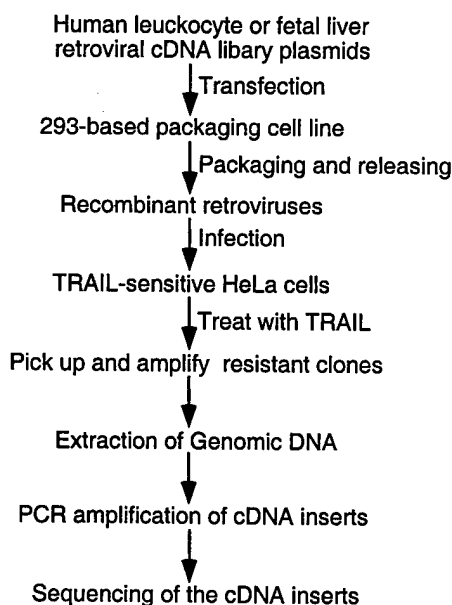 Human leuckocyte or fetal liver
retroviral cDNA libary plasmids
Transfection
293-based packaging cell line
Packaging and releasing
Recombinant retroviruses
Infection
TRAIL-sensitive HeLa cells
Treat with TRAIL
Pick up and amplify resistant clones
Extraction of Genomic DNA
PCR amplification of cDNA inserts
Sequencing of the cDNA inserts